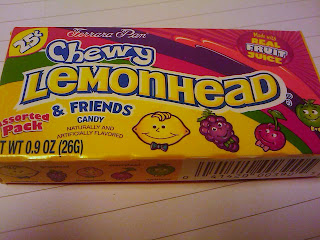 Ferrara Pan
25¢
Made with
REAL
FRUIT
JUICE
Chewy
LEMONHEAD®
& FRIENDS
CANDY
NATURALLY AND
ARTIFICIALLY FLAVORED
Assorted
Pack
T WT 0.9 OZ (26G)